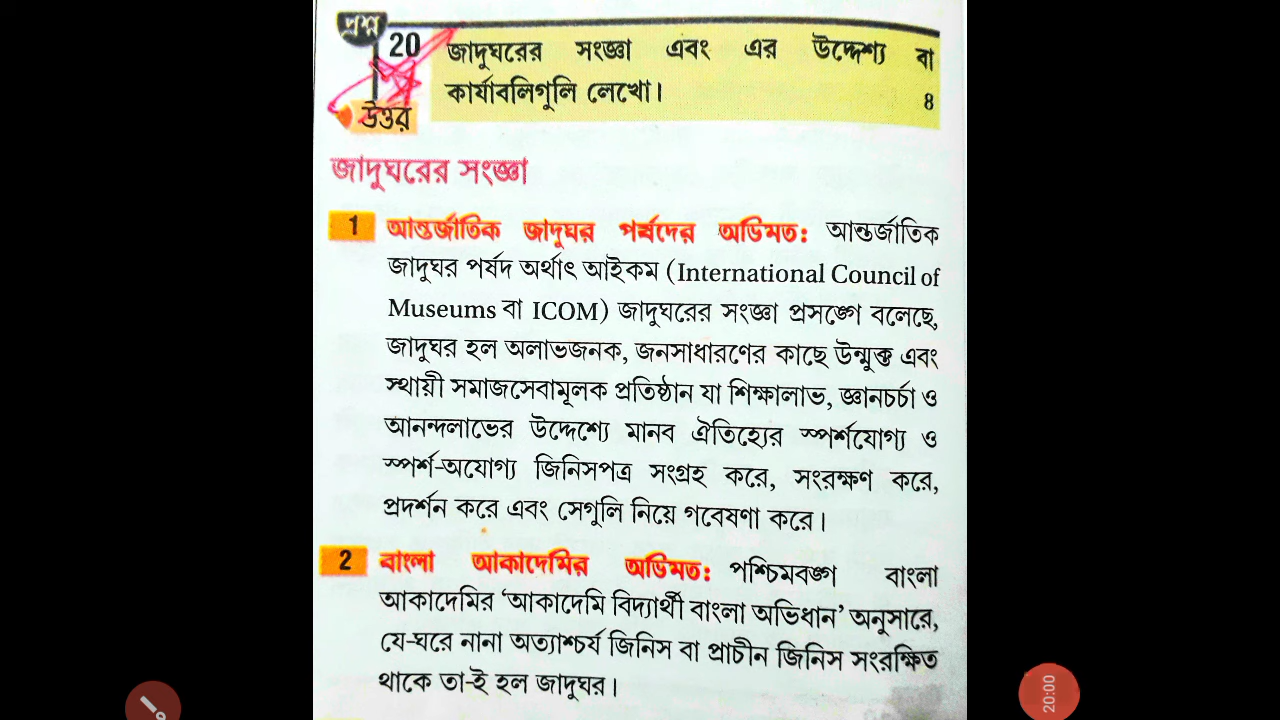 প্রশ্ন
20 জাদুঘরের সংজ্ঞা এবং এর উদ্দেশ্য বা
কার্যাবলিগুলি লেখো। 8
উত্তর
জাদুঘরের সংজ্ঞা
1 আন্তর্জাতিক জাদুঘর পর্ষদের অভিমত: আন্তর্জাতিক
জাদুঘর পর্ষদ অর্থাৎ আইকম (International Council of
Museums বা ICOM) জাদুঘরের সংজ্ঞা প্রসঙ্গে বলেছে,
জাদুঘর হল অলাভজনক, জনসাধারণের কাছে উন্মুক্ত এবং
স্থায়ী সমাজসেবামূলক প্রতিষ্ঠান যা শিক্ষালাভ, জ্ঞানচর্চা ও
আনন্দলাভের উদ্দেশ্যে মানব ঐতিহ্যের স্পর্শযোগ্য ও
স্পর্শ-অযোগ্য জিনিসপত্র সংগ্রহ করে, সংরক্ষণ করে,
প্রদর্শন করে এবং সেগুলি নিয়ে গবেষণা করে।
2 বাংলা আকাদেমির অভিমত: পশ্চিমবঙ্গ বাংলা
আকাদেমির ‘আকাদেমি বিদ্যার্থী বাংলা অভিধান’ অনুসারে,
যে-ঘরে নানা অত্যাশ্চর্য জিনিস বা প্রাচীন জিনিস সংরক্ষিত
থাকে তা-ই হল জাদুঘর।
20:00